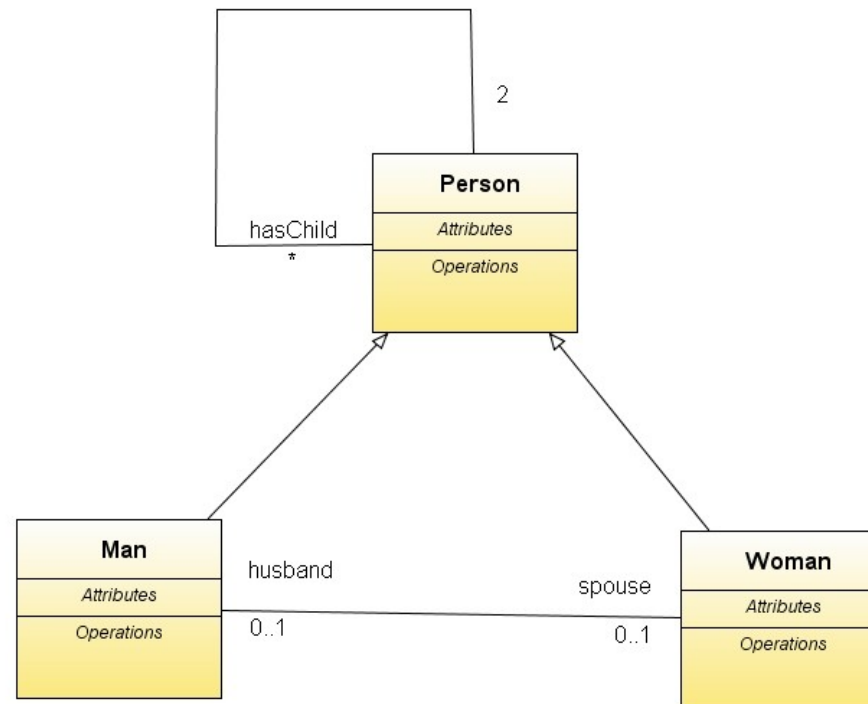 2
Person
hasChild
*
Attributes
Operations
Man
Attributes
Operations
husband
0..1
spouse
0..1
Woman
Attributes
Operations